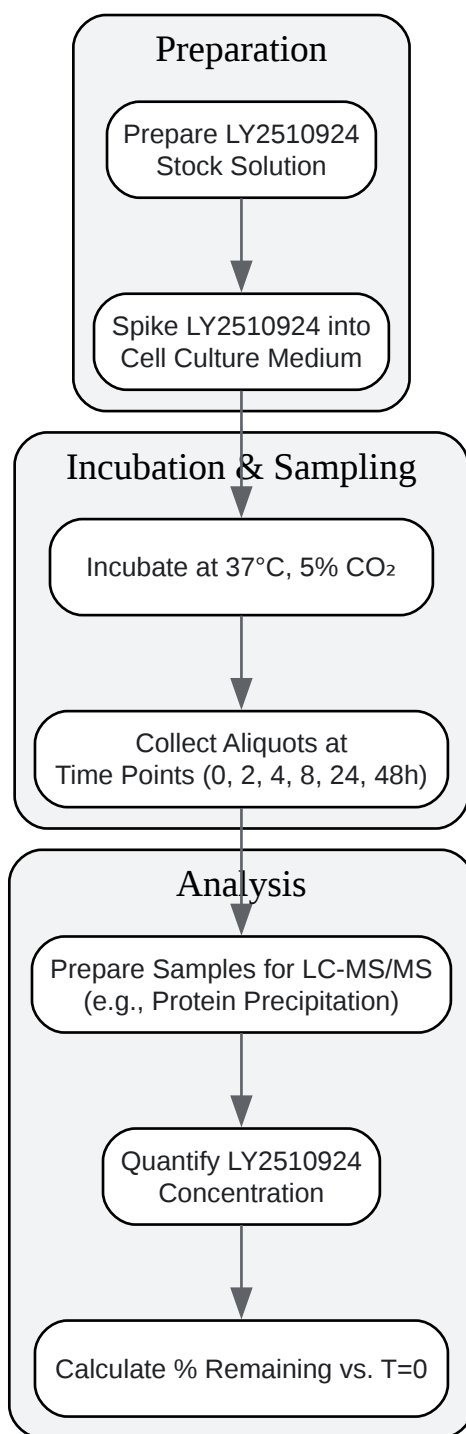 Preparation
Prepare LY2510924
Stock Solution
Spike LY2510924 into
Cell Culture Medium
Incubation & Sampling
Incubate at 37°C, 5% CO₂
Collect Aliquots at
Time Points (0, 2, 4, 8, 24, 48h)
Analysis
Prepare Samples for LC-MS/MS
(e.g., Protein Precipitation)
Quantify LY2510924
Concentration
Calculate % Remaining vs. T=0